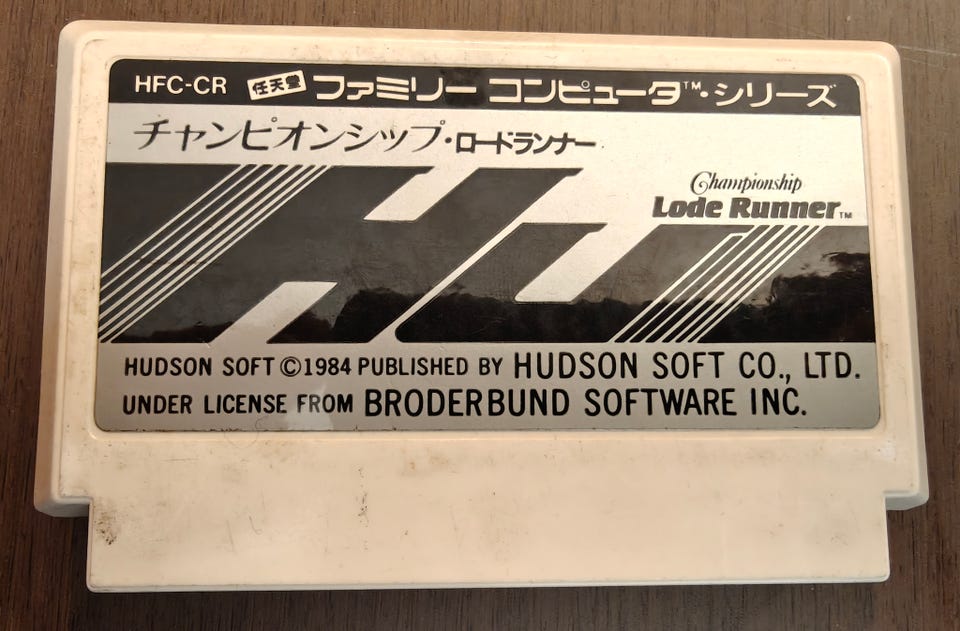 HFC-CR 任天堂 ファミリー コンピュータ™・シリーズ
チャンピオンシップ・ロードランナー
Championship
Lode Runner™
HUDSON SOFT ©1984 PUBLISHED BY HUDSON SOFT CO., LTD.
UNDER LICENSE FROM BRODERBUND SOFTWARE INC.